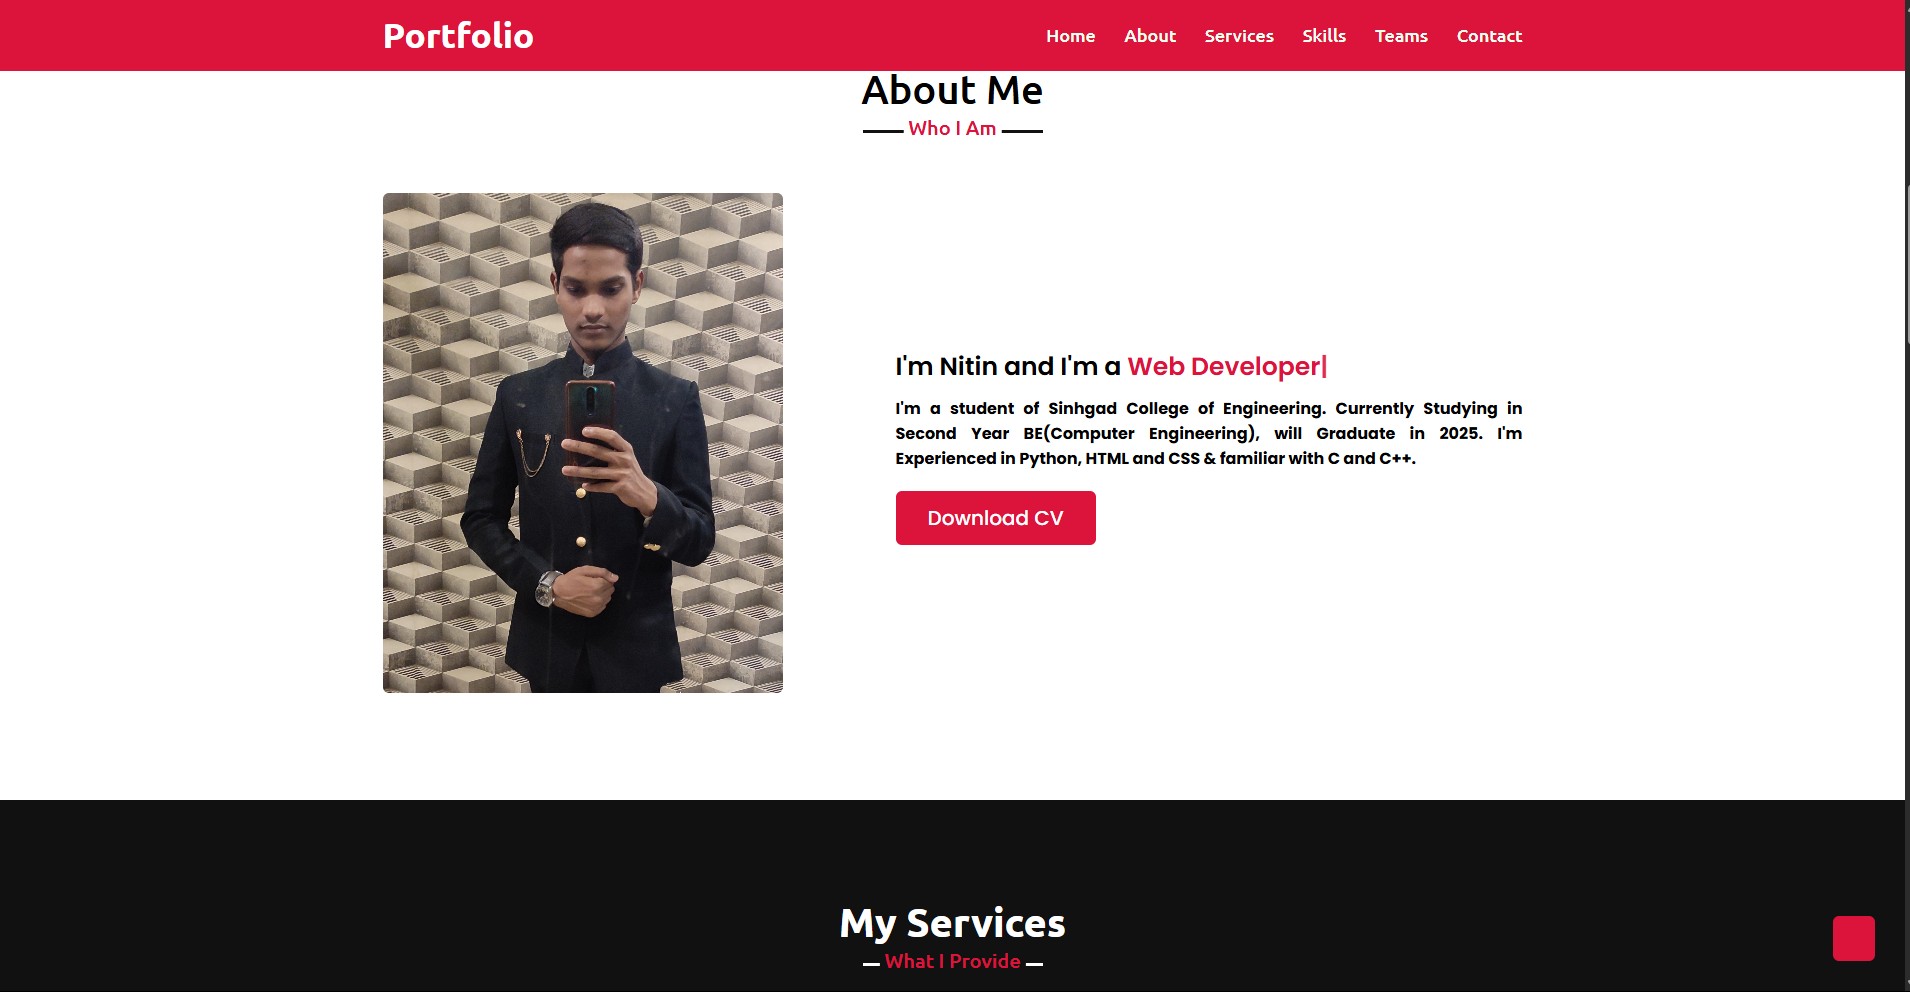 Portfolio
Home About Services Skills Teams Contact
About Me
Who I Am
I'm Nitin and I'm a Web Developer|
I'm a student of Sinhgad College of Engineering. Currently Studying in
Second Year BE(Computer Engineering), will Graduate in 2025. I'm
Experienced in Python, HTML and CSS & familiar with C and C++.
Download CV
My Services
What I Provide